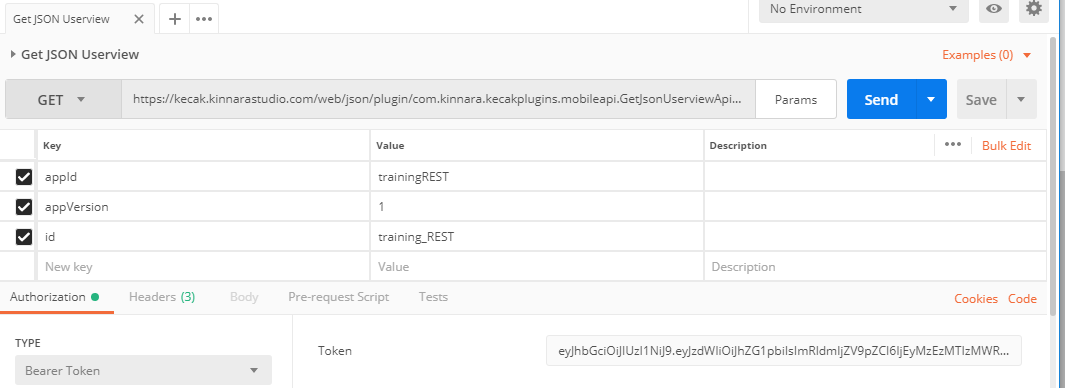 Get JSON Userview
No Environment
Get JSON Userview
Examples (0)
GET
https://kecak.kinnarastudio.com/web/json/plugin/com.kinnara.kecakplugins.mobileapi.GetJsonUserviewApi...
Params
Send
Save
Key Value Description ••• Bulk Edit
appId trainingREST
appVersion 1
id training_REST
New key Value Description
Authorization Headers (3) Body Pre-request Script Tests Cookies Code
TYPE
Bearer Token
Token
eyJhbGciOiJIUzI1NiJ9.eyJzdWIiOiJhZG1pbiIsImRldmljZV9pZCI6IjEyMzEzMTIzMWR...